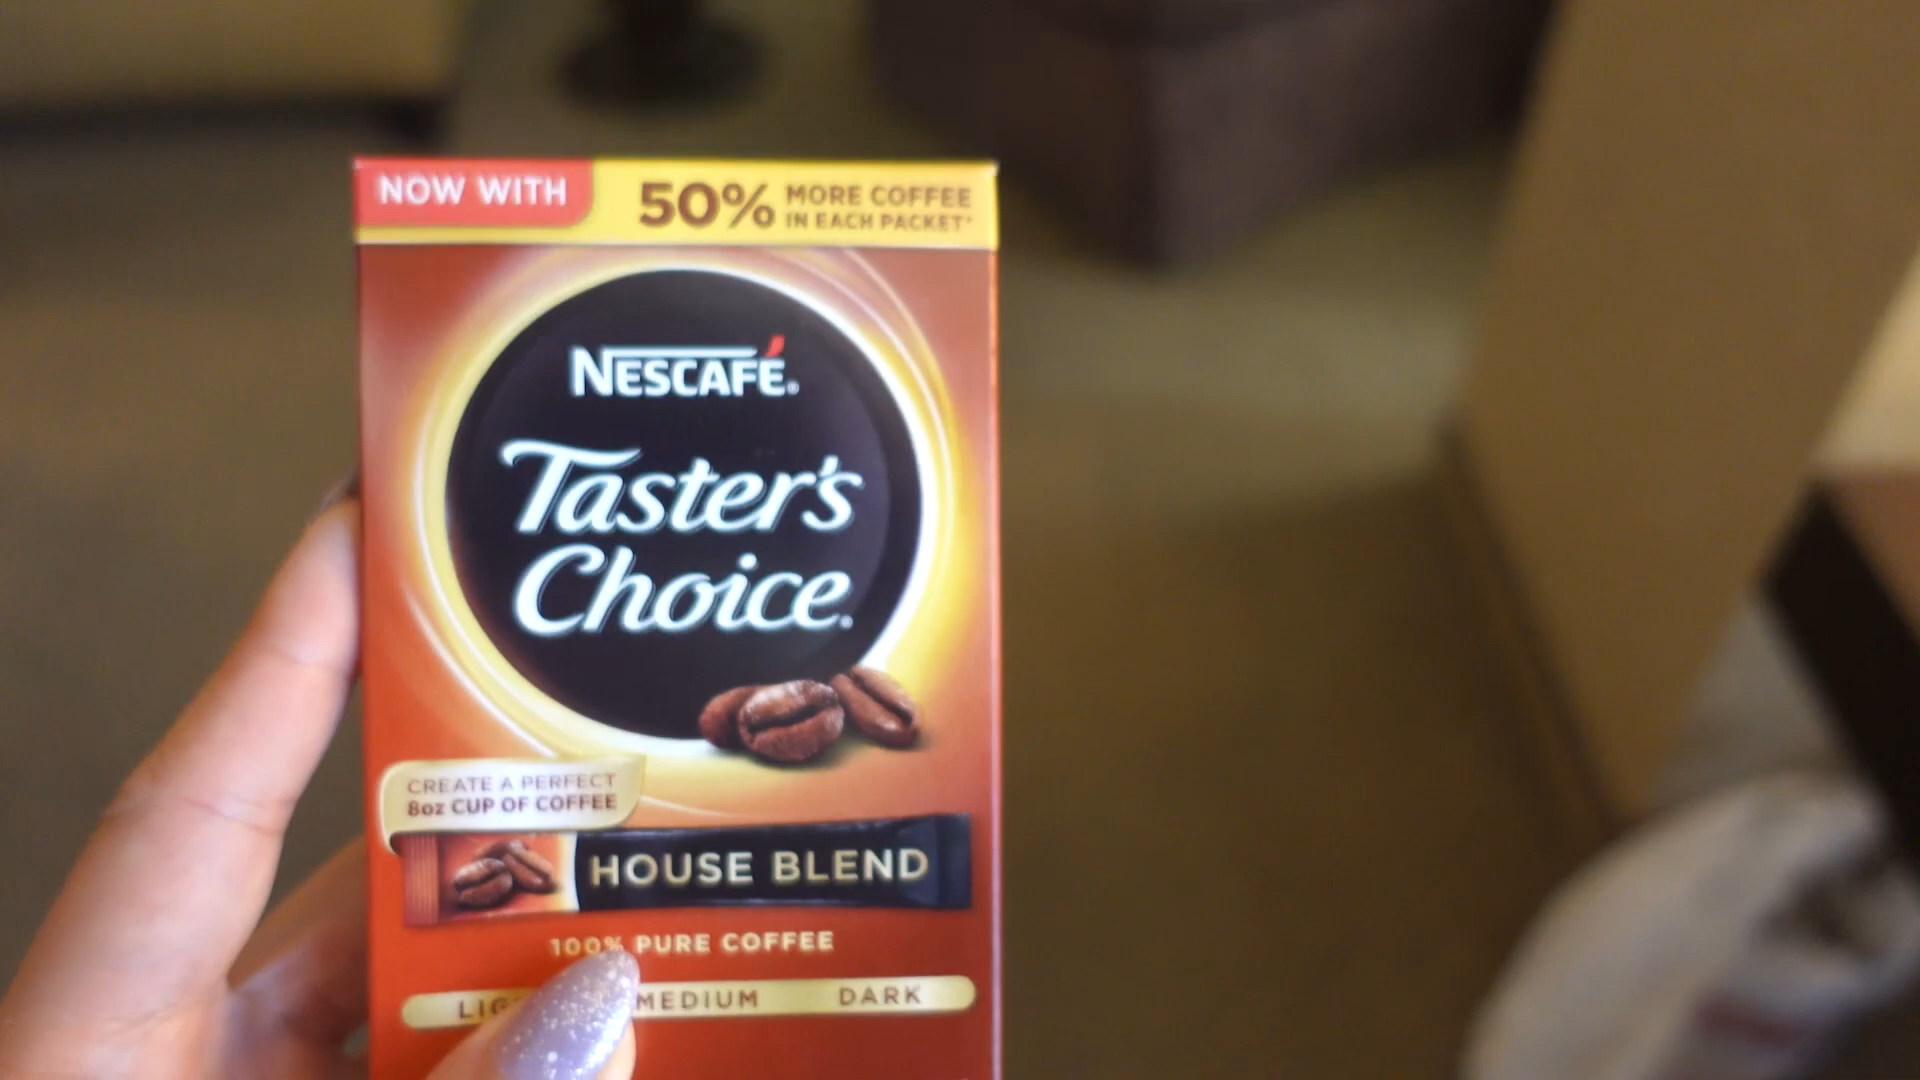 NOW WITH
50% MORE COFFEE
IN EACH PACKET*
NESCAFÉ®
Taster's
Choice.
CREATE A PERFECT
8oz CUP OF COFFEE
HOUSE BLEND
100% PURE COFFEE
MEDIUM DARK